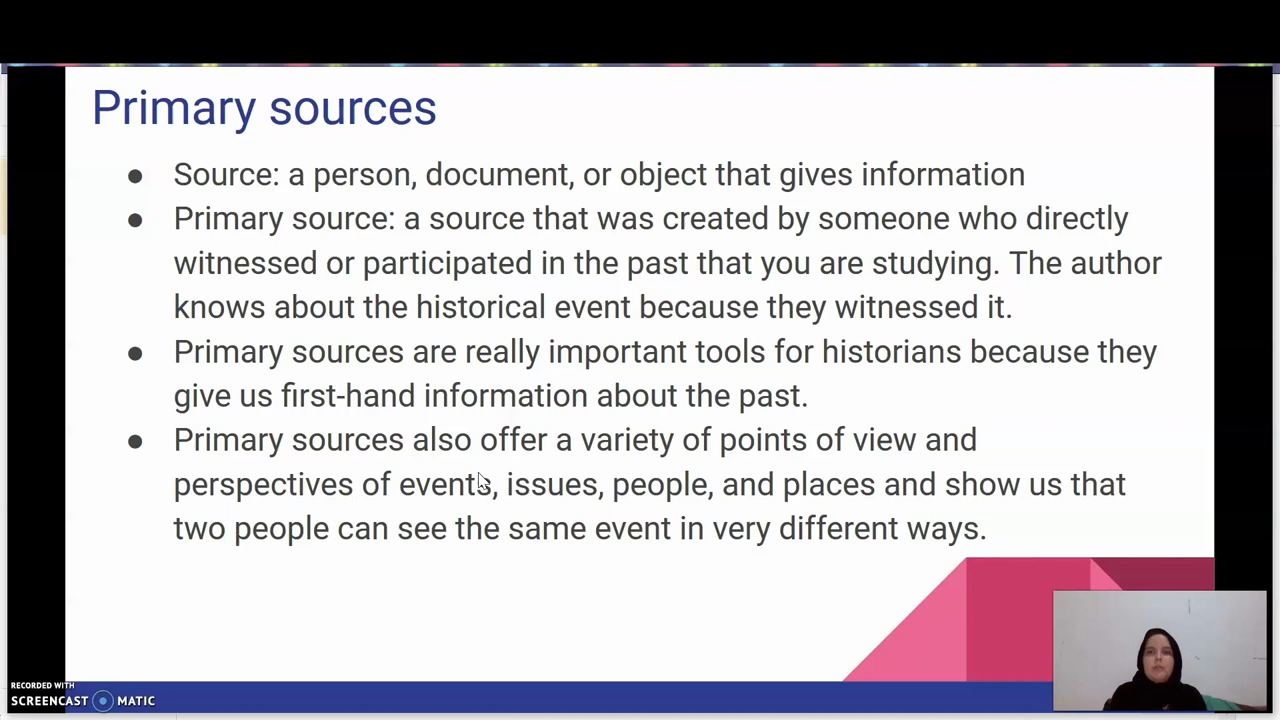 Primary sources
● Source: a person, document, or object that gives information
● Primary source: a source that was created by someone who directly
witnessed or participated in the past that you are studying. The author
knows about the historical event because they witnessed it.
● Primary sources are really important tools for historians because they
give us first-hand information about the past.
● Primary sources also offer a variety of points of view and
perspectives of events, issues, people, and places and show us that
two people can see the same event in very different ways.
RECORDED WITH
SCREENCAST MATIC